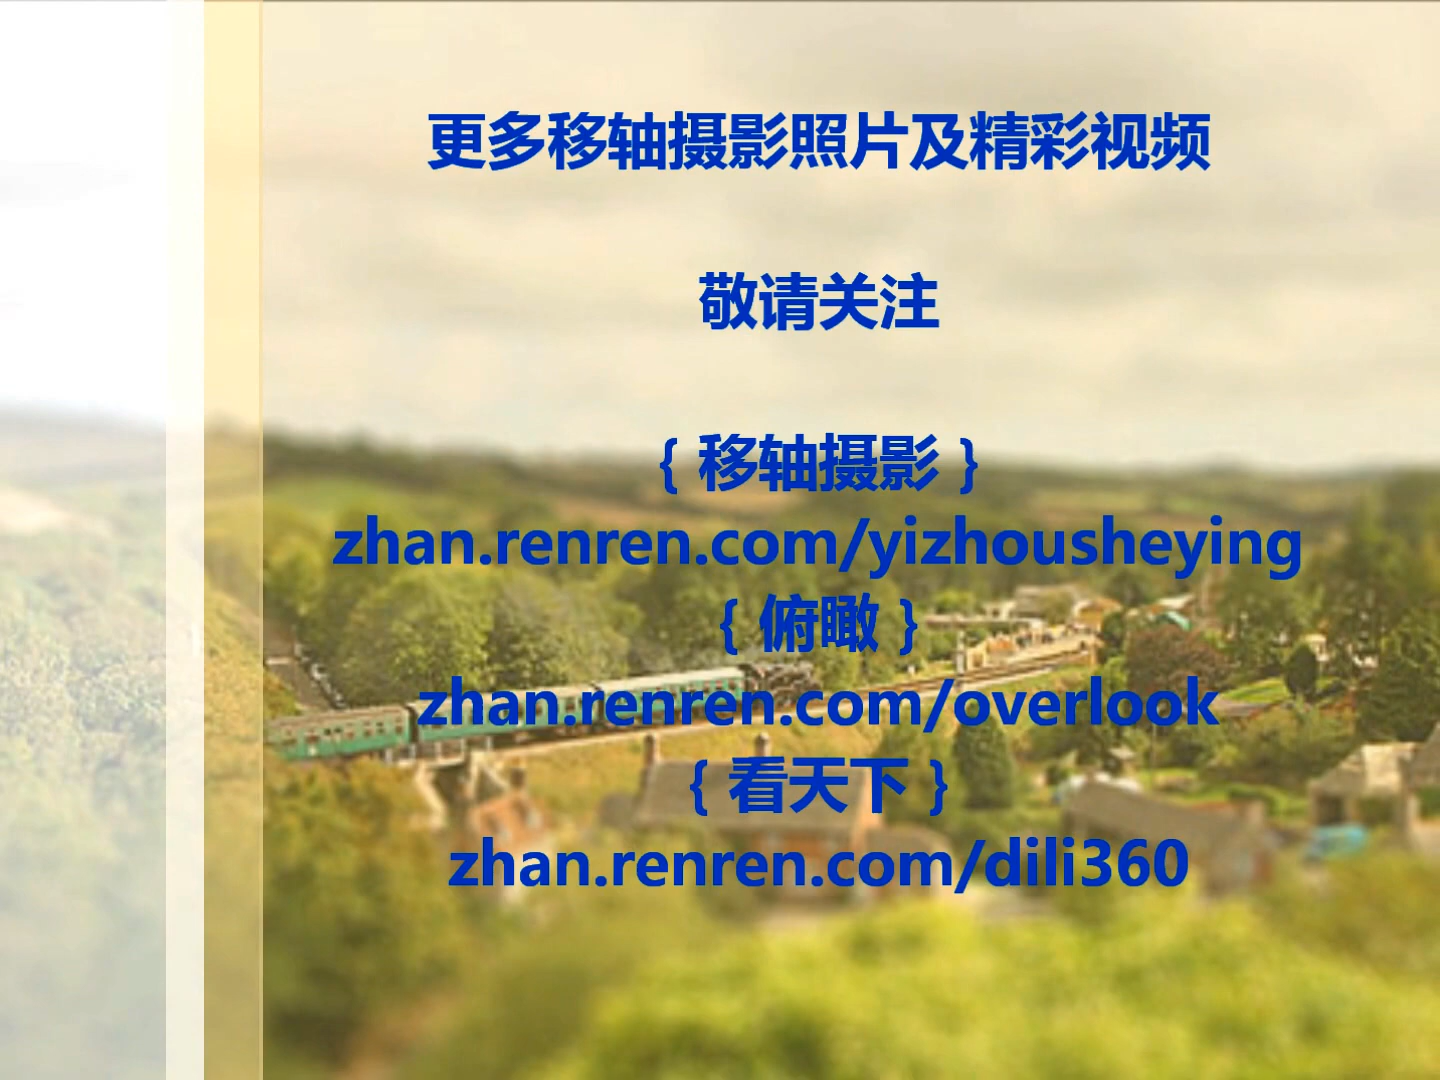 更多移轴摄影照片及精彩视频
敬请关注
{ 移轴摄影 }
zhan.renren.com/yizhousheying
{ 俯瞰 }
zhan.renren.com/overlook
{ 看天下 }
zhan.renren.com/dili360